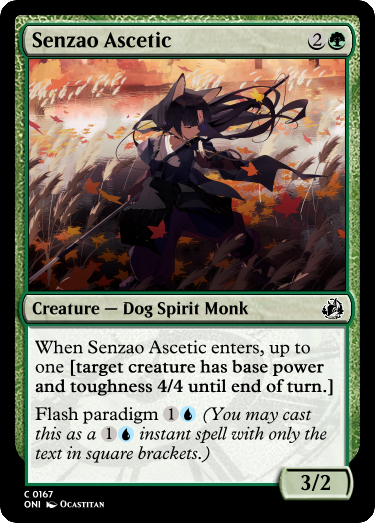 Senzao Ascetic 2
Creature — Dog Spirit Monk
When Senzao Ascetic enters, up to
one [target creature has base power
and toughness 4/4 until end of turn.]
Flash paradigm 1 (You may cast
this as a 1 instant spell with only the
text in square brackets.)
3/2
C 0167
ONI Ocastitan